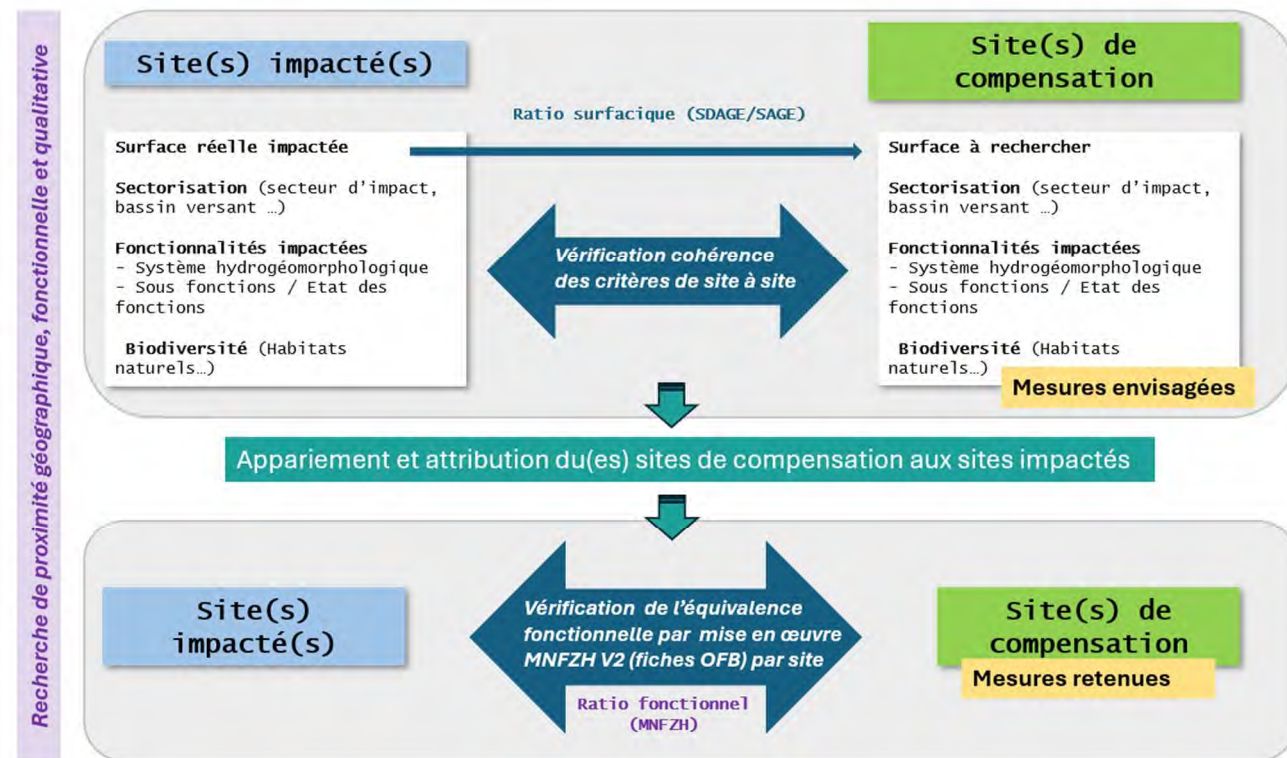 Recherche de proximité géographique, fonctionnelle et qualitative
Site(s) impacté(s)
Site(s) de
compensation
Ratio surfacique (SDAGE/SAGE)
Surface réelle impactée
Sectorisation (secteur d'impact,
bassin versant …)
Fonctionnalités impactées
- Système hydrogéomorphologique
- Sous fonctions / Etat des
fonctions
Biodiversité (Habitats
naturels…)
Vérification cohérence
des critères de site à site
Surface à rechercher
Sectorisation (secteur d'impact,
bassin versant …)
Fonctionnalités impactées
- Système hydrogéomorphologique
- Sous fonctions / Etat des
fonctions
Biodiversité (Habitats
naturels…)
Mesures envisagées
Appariement et attribution du(es) sites de compensation aux sites impactés
Site(s)
impacté(s)
Vérification de l'équivalence
fonctionnelle par mise en œuvre
MNFZH V2 (fiches OFB) par site
Ratio fonctionnel
(MNFZH)
Site(s) de
compensation
Mesures retenues